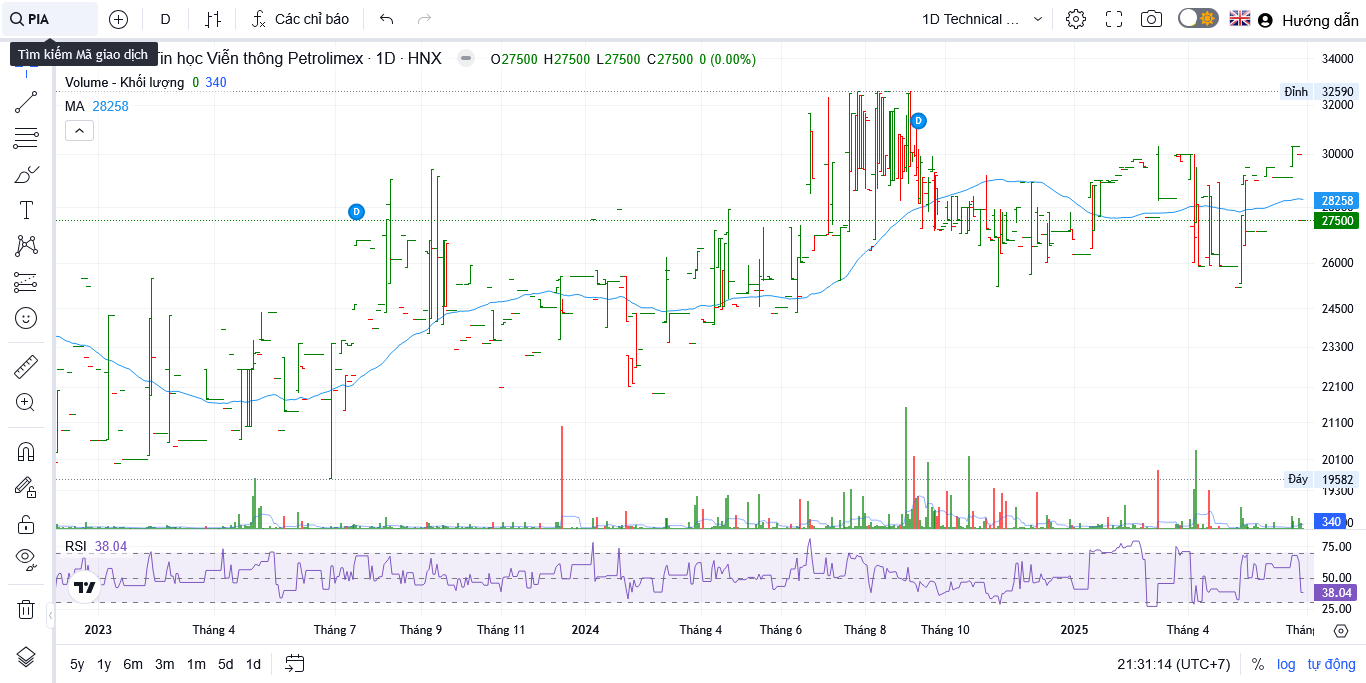 PIA D Các chỉ báo 1D Technical ... Hướng dẫn
Tìm kiếm Mã giao dịch
Tin học Viễn thông Petrolimex · 1D · HNX O27500 H27500 L27500 C27500 0 (0.00%)
Volume - Khối lượng 0 340
MA 28258
D
D
34000
Đỉnh 32590
32000
30000
28258
27500
26000
24500
23300
22100
21100
20100
Đáy 19582
19300
340
RSI 38.04
75.00
50.00
38.04
25.00
2023 Tháng 4 Tháng 7 Tháng 9 Tháng 11 2024 Tháng 4 Tháng 6 Tháng 8 Tháng 10 2025 Tháng 4 Thán
5y 1y 6m 3m 1m 5d 1d 21:31:14 (UTC+7) % log tự động